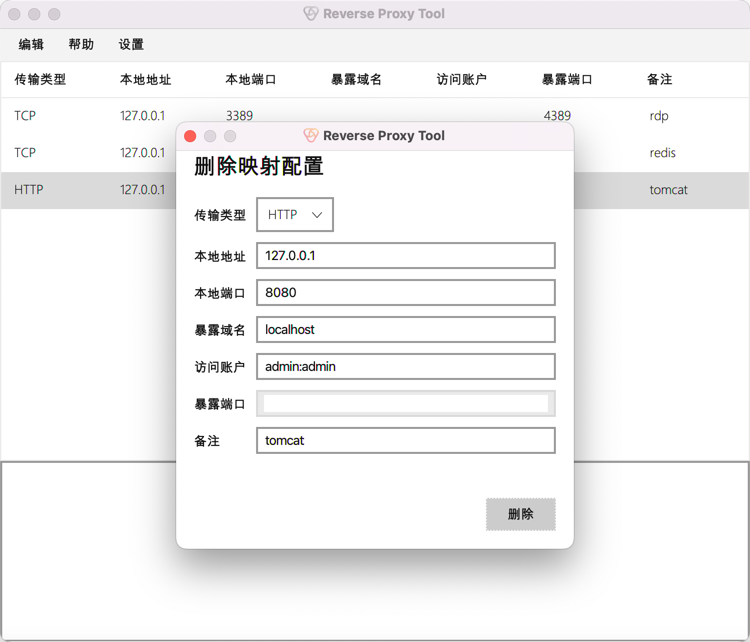 Reverse Proxy Tool
编辑 帮助 设置
传输类型 本地地址 本地端口 暴露域名 访问账户 暴露端口 备注
TCP 127.0.0.1 3389 4389 rdp
TCP 127.0.0.1 redis
HTTP 127.0.0.1 tomcat
Reverse Proxy Tool
删除映射配置
传输类型 HTTP
本地地址 127.0.0.1
本地端口 8080
暴露域名 localhost
访问账户 admin:admin
暴露端口
备注 tomcat
删除